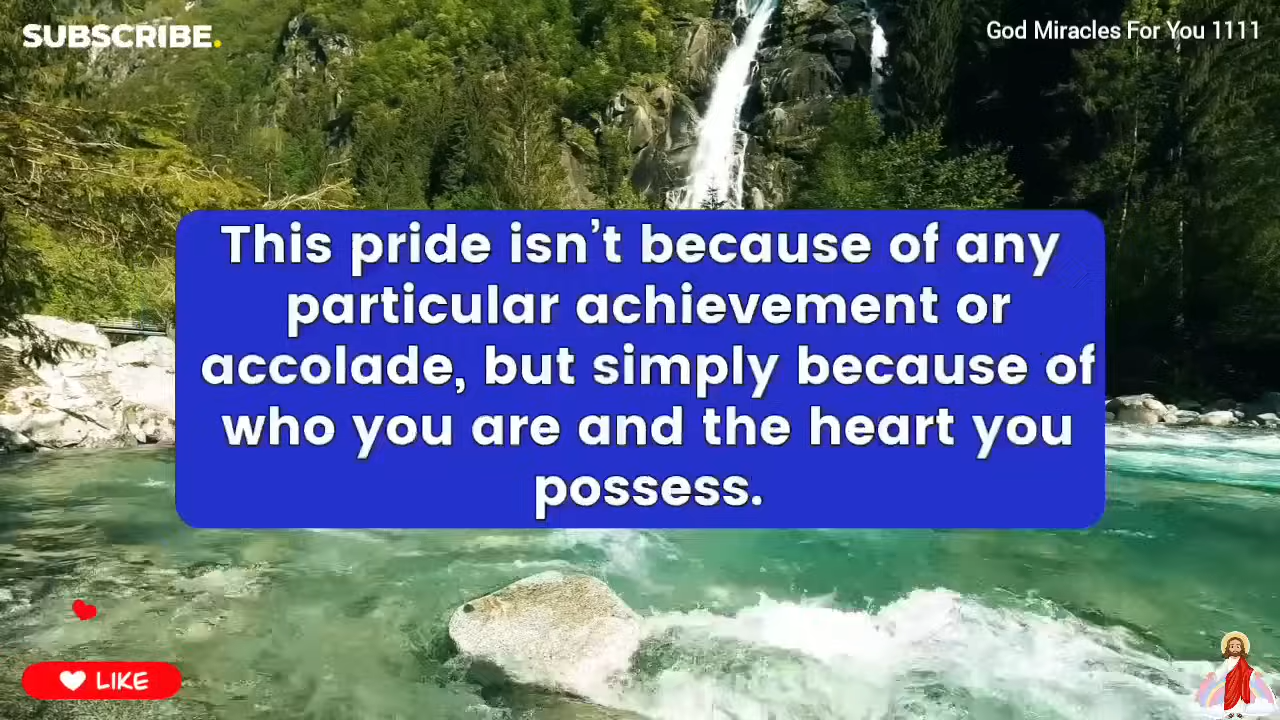 SUBSCRIBE.
God Miracles For You 1111
This pride isn’t because of any
particular achievement or
accolade, but simply because of
who you are and the heart you
possess.
LIKE